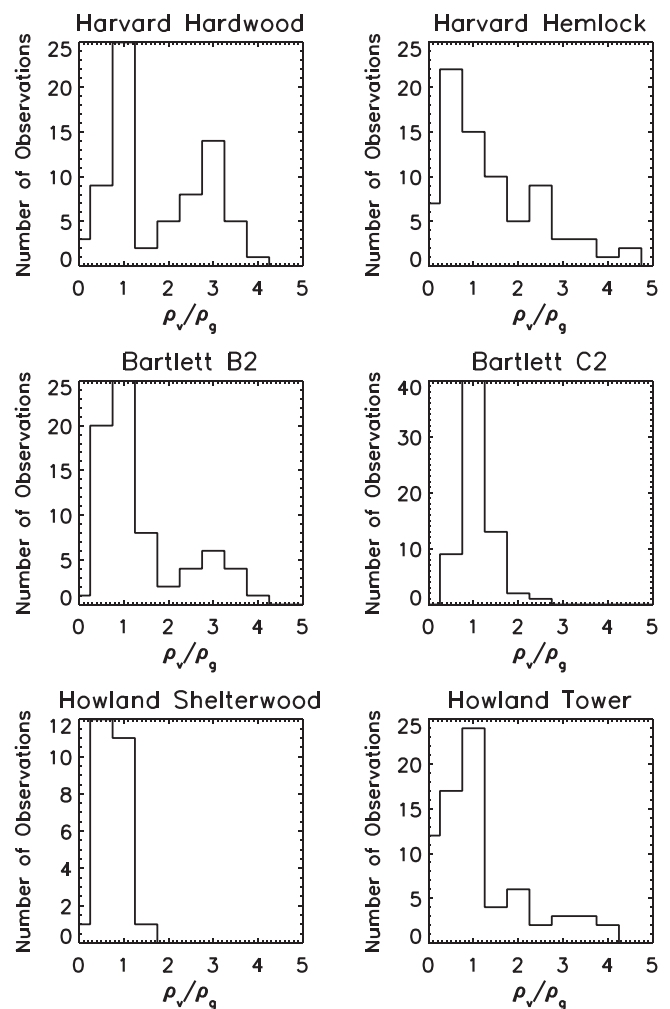 Harvard Hardwood
Number of Observations
25
20
15
10
5
0
0 1 2 3 4 5
ρv/ρg
Harvard Hemlock
Number of Observations
25
20
15
10
5
0
0 1 2 3 4 5
ρv/ρg
Bartlett B2
Number of Observations
25
20
15
10
5
0
0 1 2 3 4 5
ρv/ρg
Bartlett C2
Number of Observations
40
30
20
10
0
0 1 2 3 4 5
ρv/ρg
Howland Shelterwood
Number of Observations
12
10
8
6
4
2
0
0 1 2 3 4 5
ρv/ρg
Howland Tower
Number of Observations
25
20
15
10
5
0
0 1 2 3 4 5
ρv/ρg